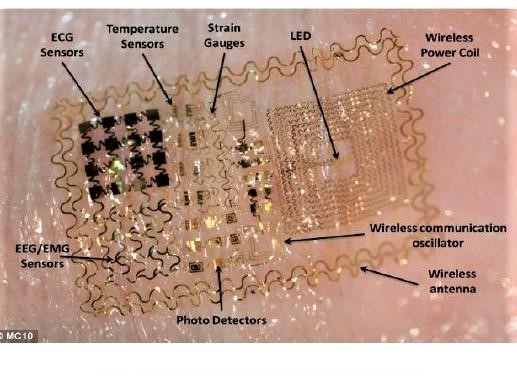 ECG
Sensors
Temperature
Sensors
Strain
Gauges
LED
Wireless
Power Coil
EEG/EMG
Sensors
Wireless communication
oscillator
Wireless
antenna
Photo Detectors
© MC10